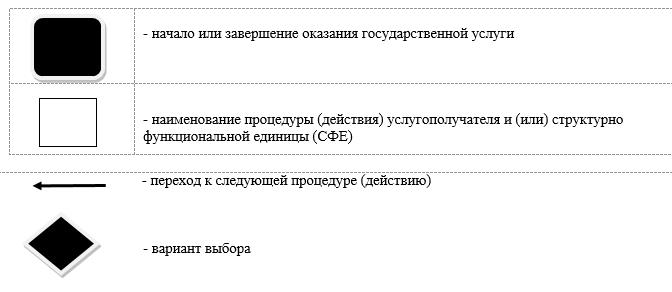 - начало или завершение оказания государственной услуги
- наименование процедуры (действия) услугополучателя и (или) структурно
функциональной единицы (СФЕ)
- переход к следующей процедуре (действию)
- вариант выбора